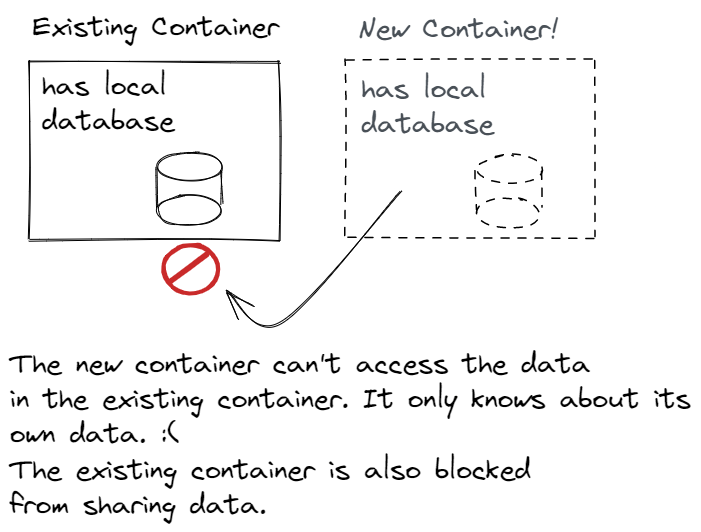 Existing Container
New Container!
has local
database
has local
database
The new container can't access the data
in the existing container. It only knows about its
own data. :(
The existing container is also blocked
from sharing data.